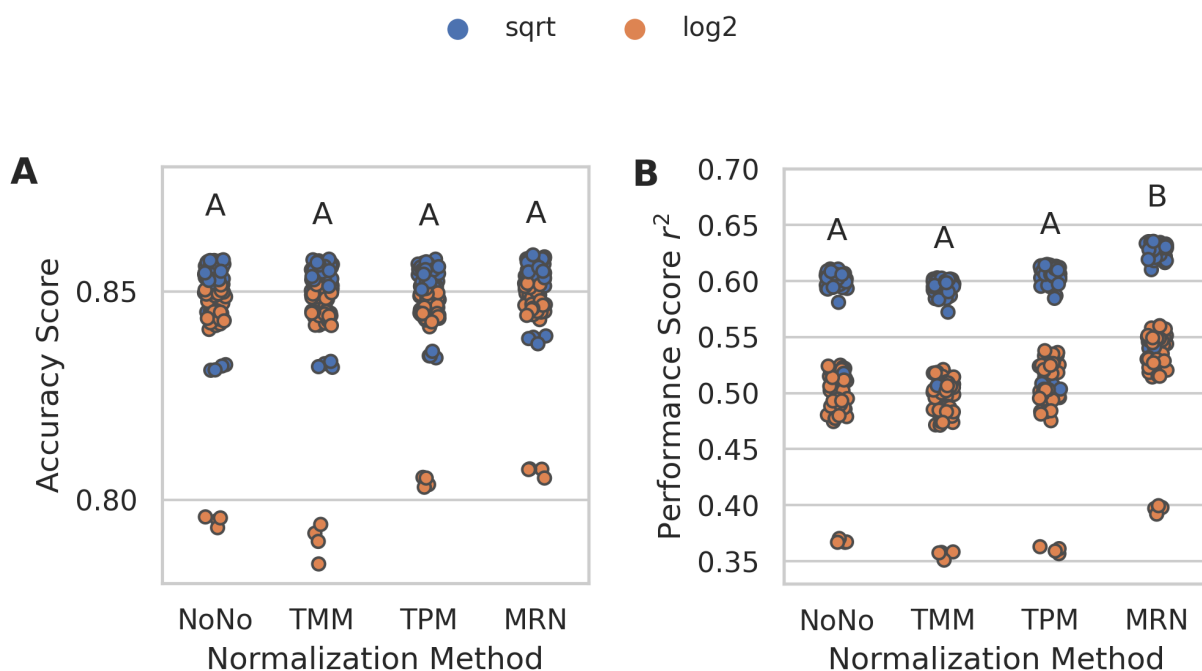 sqrt log2
A
A A A A
Accuracy Score
0.85
0.80
NoNo TMM TPM MRN
Normalization Method
B
A A A B
Performance Score r²
0.70
0.65
0.60
0.55
0.50
0.45
0.40
0.35
NoNo TMM TPM MRN
Normalization Method